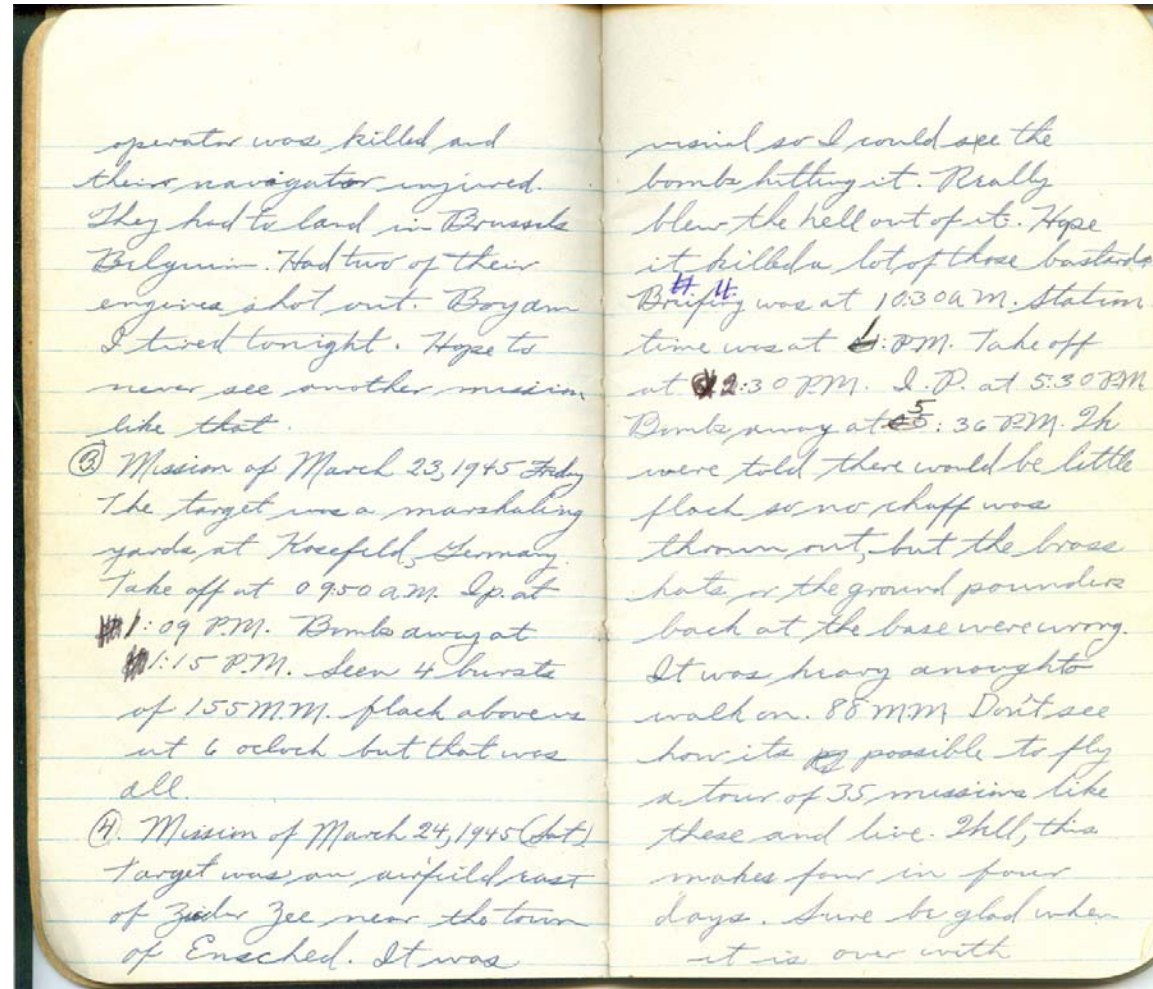 operator was killed and
their navigator injured.
They had to land in Brussels
Belgium. Had two of their
engines shot out. Boy am
I tired tonight. Hope to
never see another mission
like that.
3 Mission of March 23, 1945 Friday
The target was a marshaling
yards at Kosefeld, Germany.
Take off at 0950 a.m. I.p. at
1:09 P.M. Bombs away at
1:15 P.M. Seen 4 bursts
of 155 M.M. flack above us
at 6 oclock but that was
all.
4. Mission of March 24, 1945 (Sat)
Target was an airfield east
of Zuider Zee near the town
of Ensched. It was
visual so I could see the
bombs hitting it. Really
blew the hell out of it. Hope
it killed a lot of those bastards
Briefing was at 10:30 a M. Station
time was at 1: P.M. Take off
at 2:30 P.M. I.P. at 5:30 PM
Bombs away at 5:36 P.M. We
were told there would be little
flack so no chaff was
thrown out, but the brass
hats or the ground pounders
back at the base were wrong.
It was heavy anough to
walk on. 88 MM Don't see
how its possible to fly
a tour of 35 missions like
these and live. Well, this
makes four in four
days. Sure be glad when
it is over with